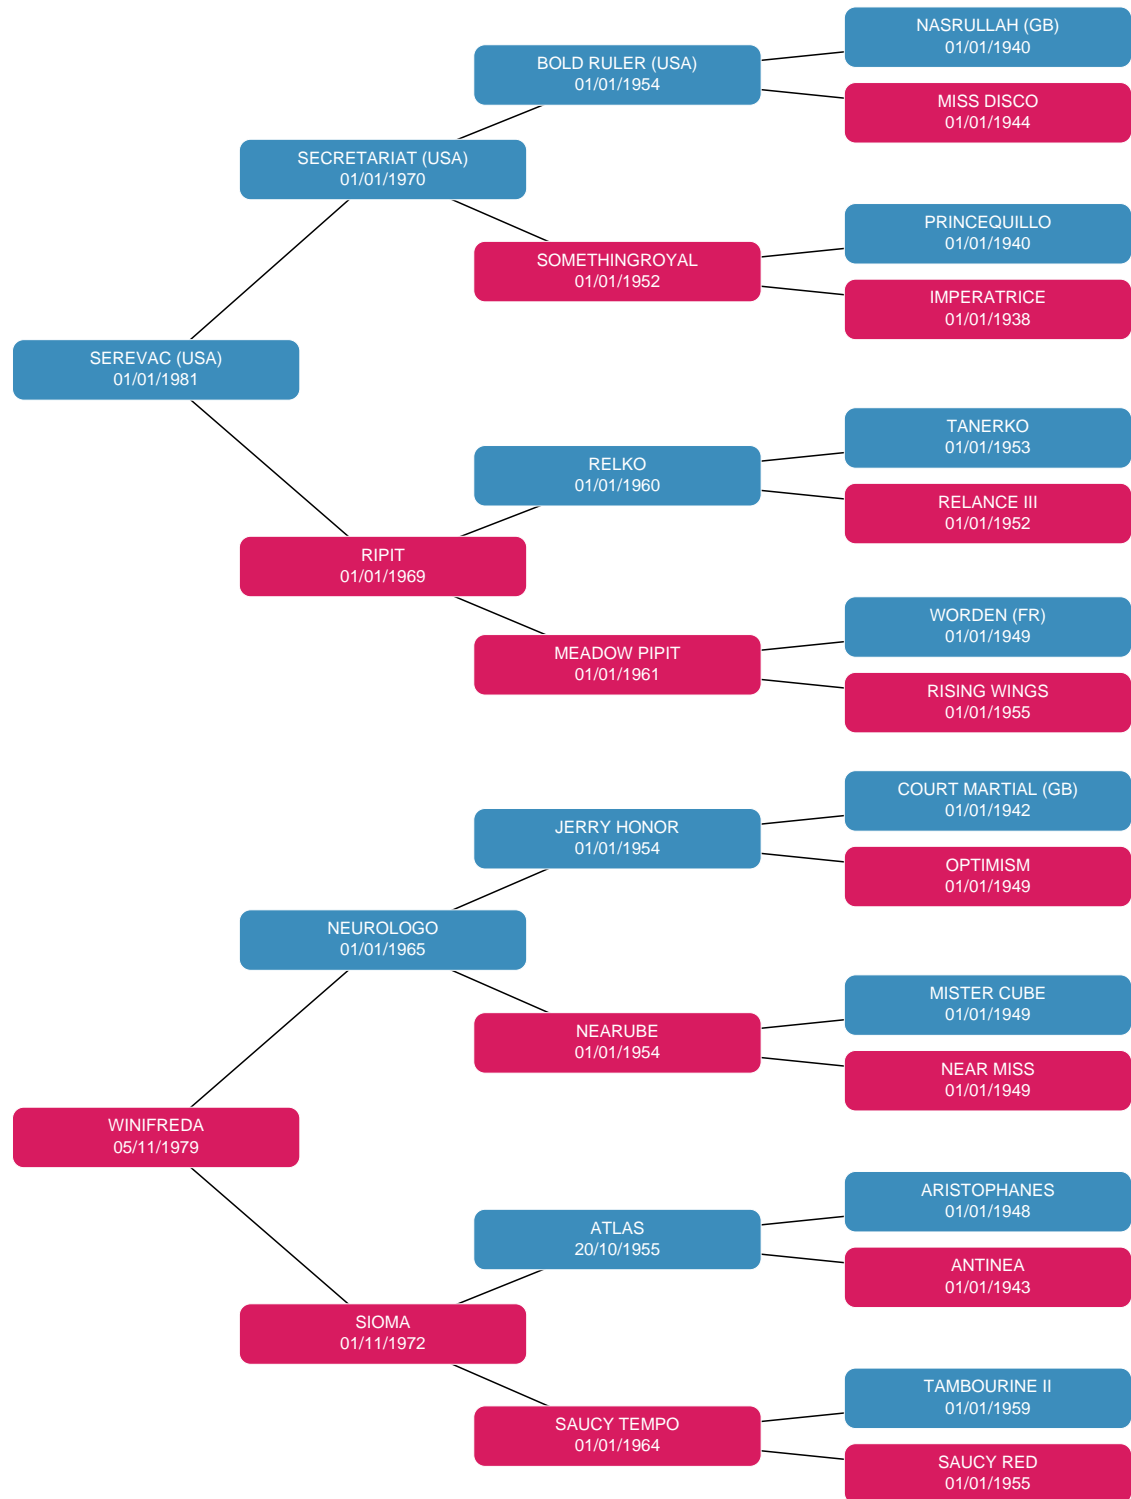 NASRULLAH (GB)
01/01/1940
BOLD RULER (USA)
01/01/1954
MISS DISCO
01/01/1944
SECRETARIAT (USA)
01/01/1970
PRINCEQUILLO
01/01/1940
SOMETHINGROYAL
01/01/1952
IMPERATRICE
01/01/1938
SEREVAC (USA)
01/01/1981
TANERKO
01/01/1953
RELKO
01/01/1960
RELANCE III
01/01/1952
RIPIT
01/01/1969
WORDEN (FR)
01/01/1949
MEADOW PIPIT
01/01/1961
RISING WINGS
01/01/1955
COURT MARTIAL (GB)
01/01/1942
JERRY HONOR
01/01/1954
OPTIMISM
01/01/1949
NEUROLOGO
01/01/1965
MISTER CUBE
01/01/1949
NEARUBE
01/01/1954
NEAR MISS
01/01/1949
WINIFREDA
05/11/1979
ARISTOPHANES
01/01/1948
ATLAS
20/10/1955
ANTINEA
01/01/1943
SIOMA
01/11/1972
TAMBOURINE II
01/01/1959
SAUCY TEMPO
01/01/1964
SAUCY RED
01/01/1955